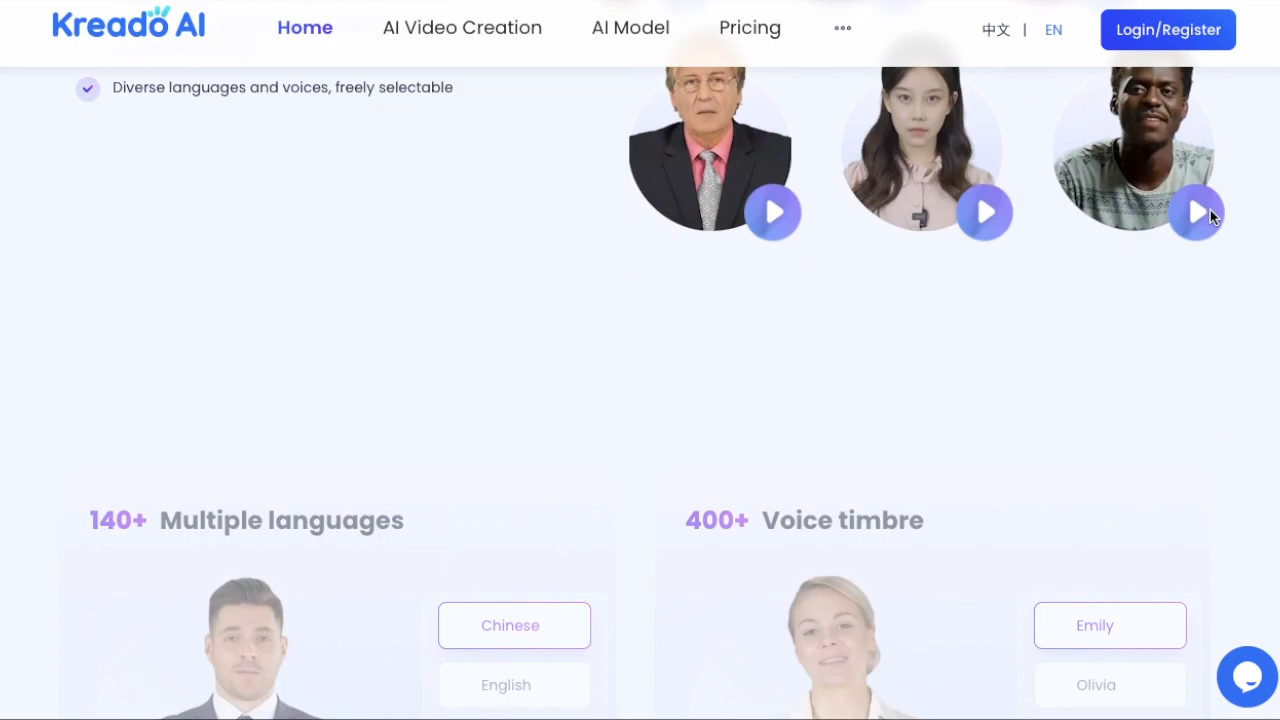 Kreado AI Home AI Video Creation AI Model Pricing 中文 | EN Login/Register
Diverse languages and voices, freely selectable
140+ Multiple languages
Chinese
English
400+ Voice timbre
Emily
Olivia